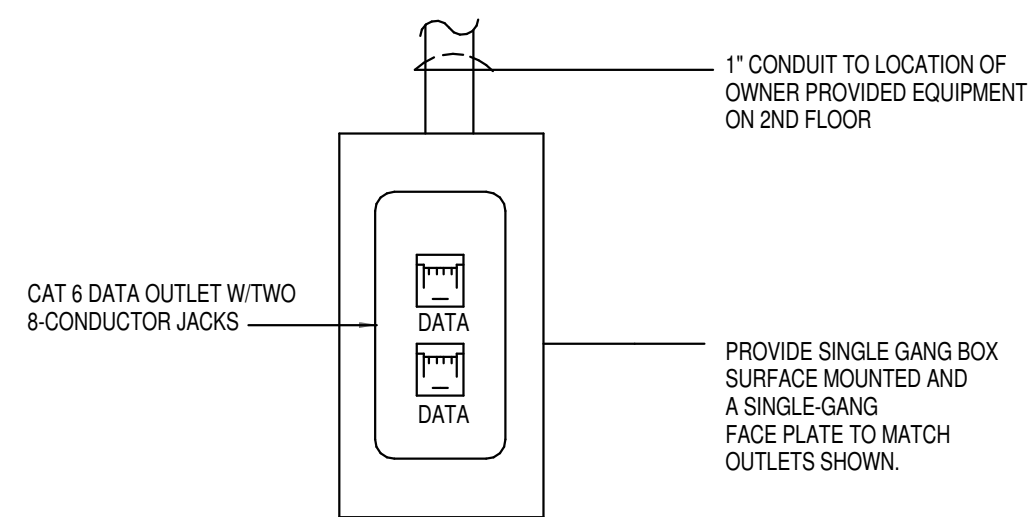 1" CONDUIT TO LOCATION OF
OWNER PROVIDED EQUIPMENT
ON 2ND FLOOR
CAT 6 DATA OUTLET W/TWO
8-CONDUCTOR JACKS
DATA
DATA
PROVIDE SINGLE GANG BOX
SURFACE MOUNTED AND
A SINGLE-GANG
FACE PLATE TO MATCH
OUTLETS SHOWN.